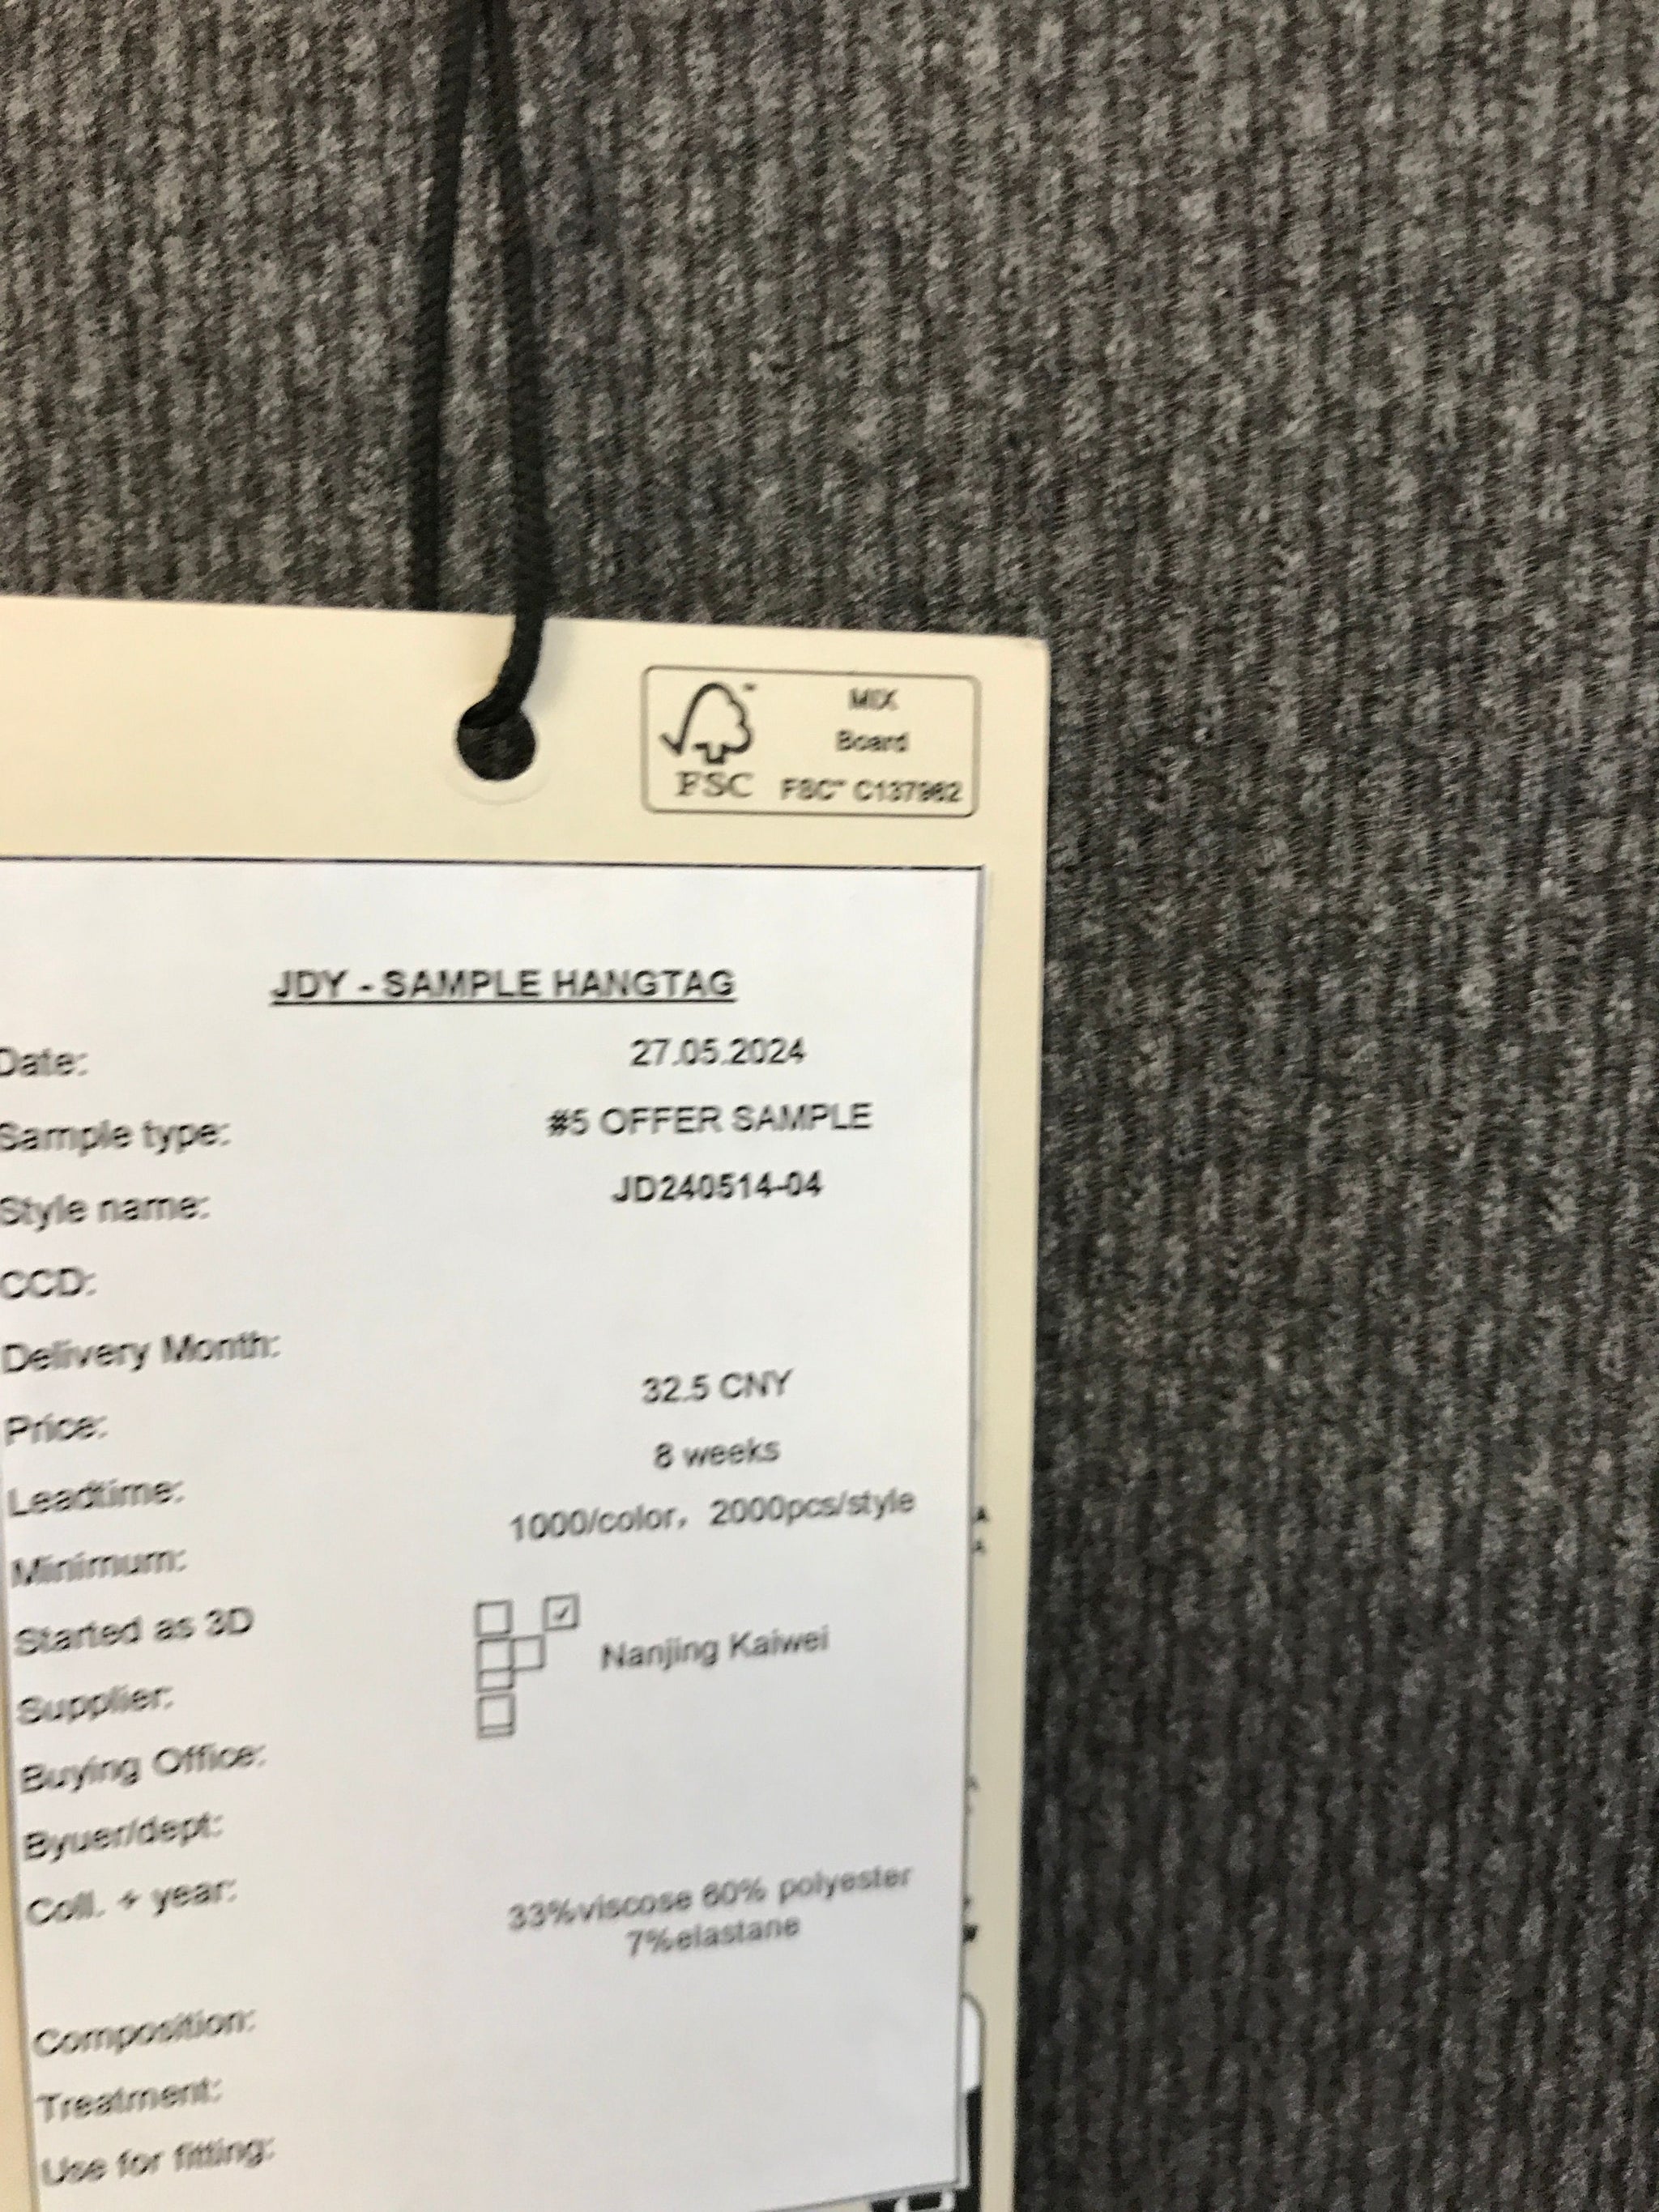 MIX
Board
FSC™ C137962
FSC
JDY - SAMPLE HANGTAG
Date: 27.05.2024
Sample type: #5 OFFER SAMPLE
Style name: JD240514-04
CCD:
Delivery Month:
Price: 32.5 CNY
Leadtime: 8 weeks
Minimum: 1000/color, 2000pcs/style
Started as 3D
Supplier: Nanjing Kaiwei
Buying Office:
Byuer/dept:
Coll. + year:
33%viscose 60% polyester
7%elastane
Composition:
Treatment:
Use for fitting: